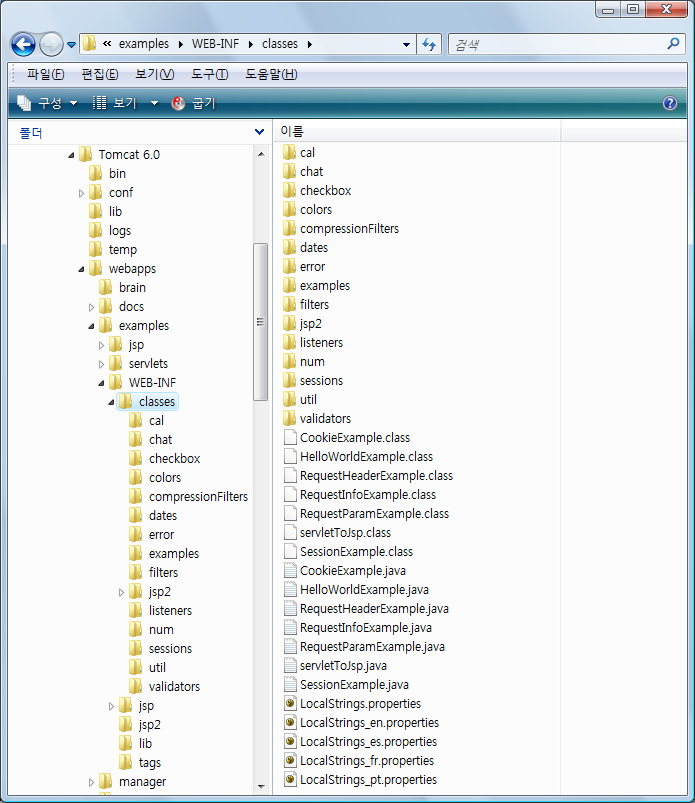 « examples ▸ WEB-INF ▸ classes ▸
검색
파일(F) 편집(E) 보기(V) 도구(T) 도움말(H)
구성 보기 굽기
폴더
Tomcat 6.0
bin
conf
lib
logs
temp
webapps
brain
docs
examples
jsp
servlets
WEB-INF
classes
cal
chat
checkbox
colors
compressionFilters
dates
error
examples
filters
jsp2
listeners
num
sessions
util
validators
jsp
jsp2
lib
tags
manager
이름
cal
chat
checkbox
colors
compressionFilters
dates
error
examples
filters
jsp2
listeners
num
sessions
util
validators
CookieExample.class
HelloWorldExample.class
RequestHeaderExample.class
RequestInfoExample.class
RequestParamExample.class
servletToJsp.class
SessionExample.class
CookieExample.java
HelloWorldExample.java
RequestHeaderExample.java
RequestInfoExample.java
RequestParamExample.java
servletToJsp.java
SessionExample.java
LocalStrings.properties
LocalStrings_en.properties
LocalStrings_es.properties
LocalStrings_fr.properties
LocalStrings_pt.properties